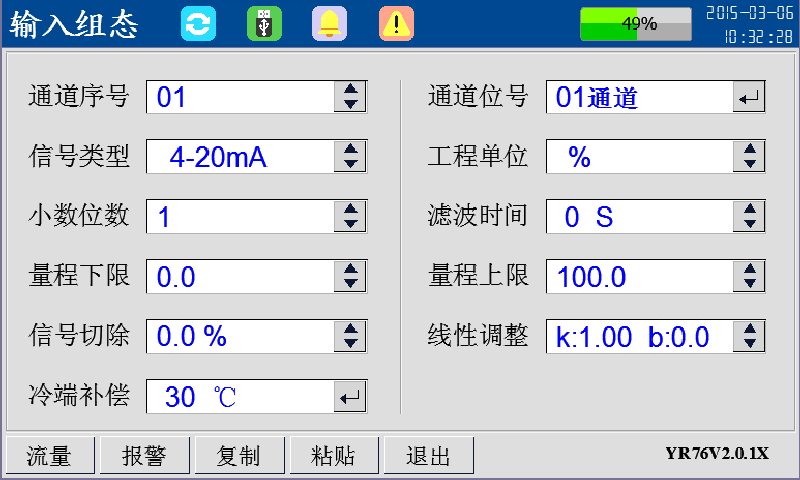 输入组态 49% 2015-03-06
10:32:28
通道序号 01 通道位号 01通道
信号类型 4-20mA 工程单位 %
小数位数 1 滤波时间 0 S
量程下限 0.0 量程上限 100.0
信号切除 0.0 % 线性调整 k:1.00 b:0.0
冷端补偿 30 ℃
流量 报警 复制 粘贴 退出 YR76V2.0.1X